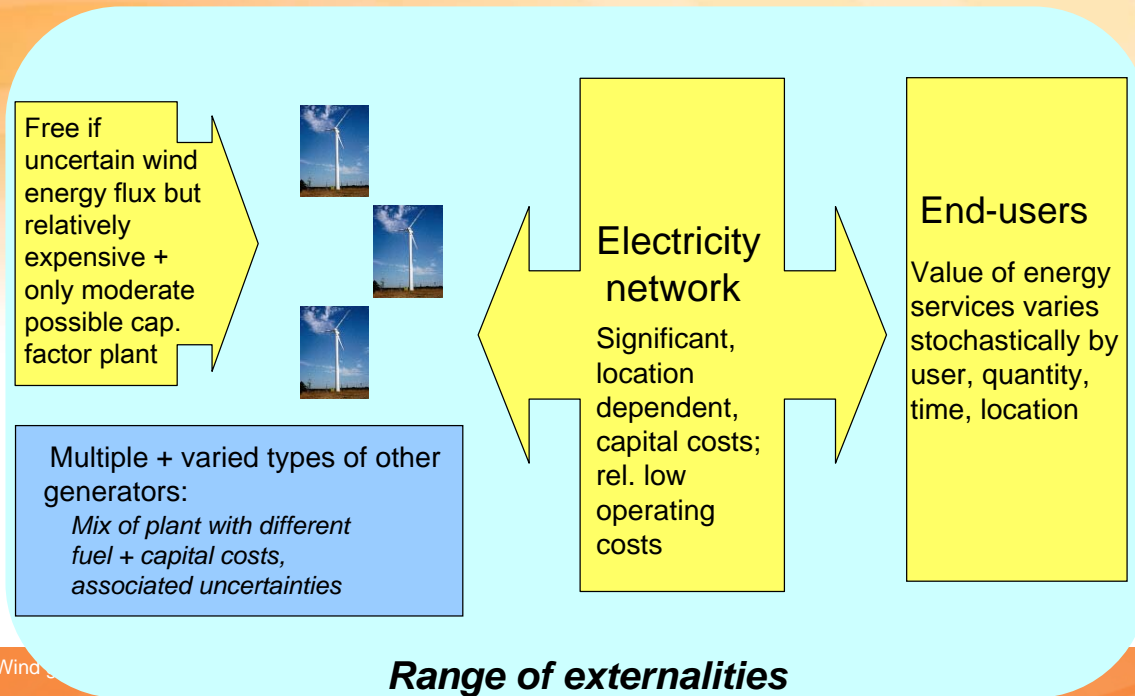 Free if
uncertain wind
energy flux but
relatively
expensive +
only moderate
possible cap.
factor plant
Multiple + varied types of other
generators:
Mix of plant with different
fuel + capital costs,
associated uncertainties
Electricity
network
Significant,
location
dependent,
capital costs;
rel. low
operating
costs
End-users
Value of energy
services varies
stochastically by
user, quantity,
time, location
Wind
Range of externalities